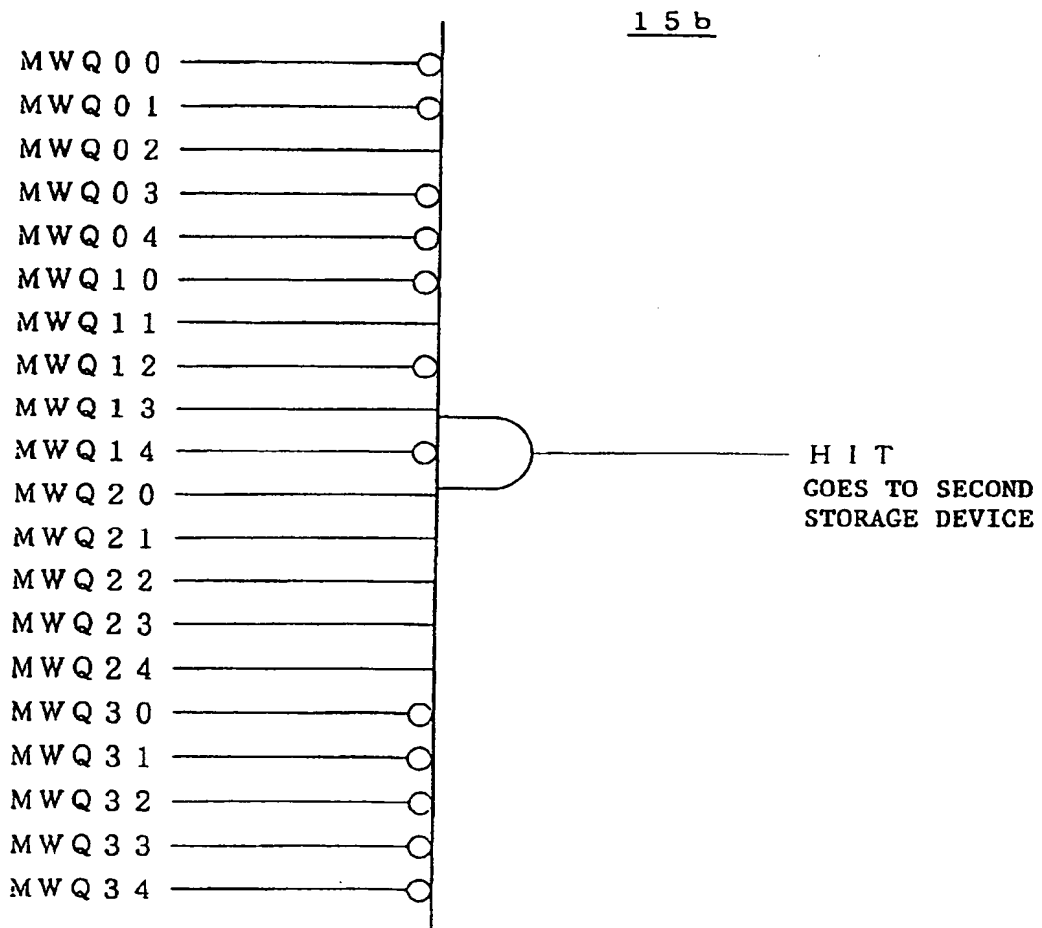 15b
MWQ00
MWQ01
MWQ02
MWQ03
MWQ04
MWQ10
MWQ11
MWQ12
MWQ13
MWQ14
MWQ20
MWQ21
MWQ22
MWQ23
MWQ24
MWQ30
MWQ31
MWQ32
MWQ33
MWQ34
HIT
GOES TO SECOND
STORAGE DEVICE